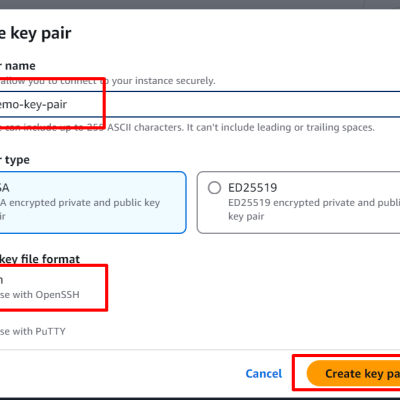 e key pair
r name
allow you to connect to your instance securely.
emo-key-pair
can include up to 255 ASCII characters. It can't include leading or trailing spaces.
r type
SA
A encrypted private and public key
ir
ED25519
ED25519 encrypted private and publi
key pair
key file format
n
se with OpenSSH
se with PuTTY
Cancel
Create key pa